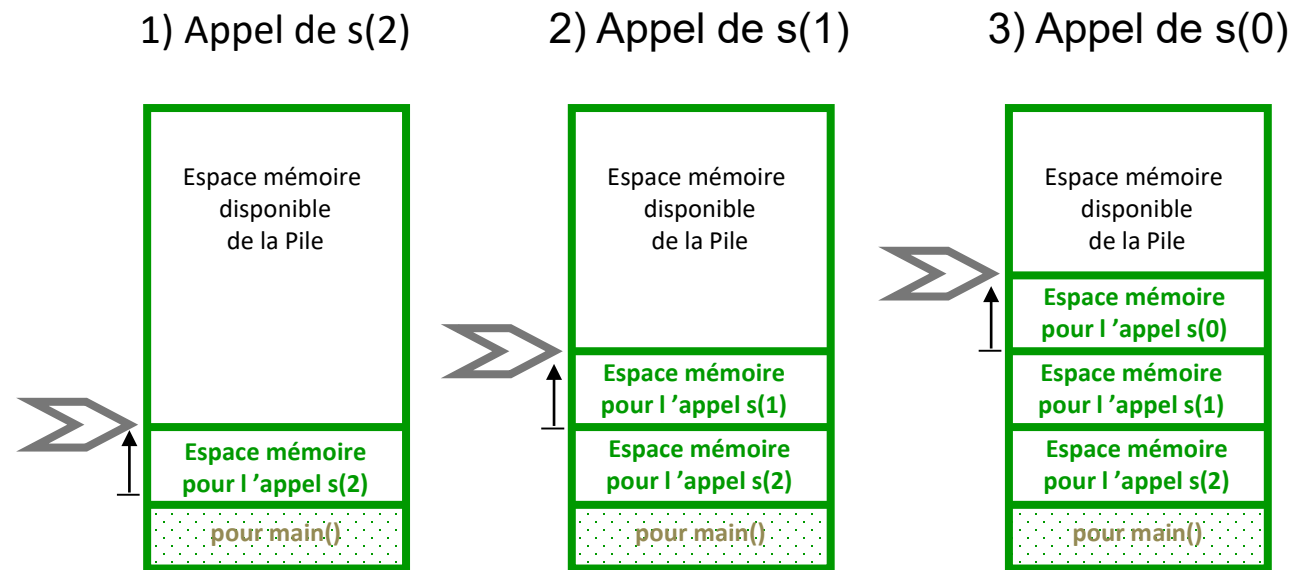 1) Appel de s(2)
2) Appel de s(1)
3) Appel de s(0)
Espace mémoire
disponible
de la Pile
Espace mémoire
pour l ’appel s(2)
pour main()
Espace mémoire
disponible
de la Pile
Espace mémoire
pour l ’appel s(1)
Espace mémoire
pour l ’appel s(2)
pour main()
Espace mémoire
disponible
de la Pile
Espace mémoire
pour l ’appel s(0)
Espace mémoire
pour l ’appel s(1)
Espace mémoire
pour l ’appel s(2)
pour main()